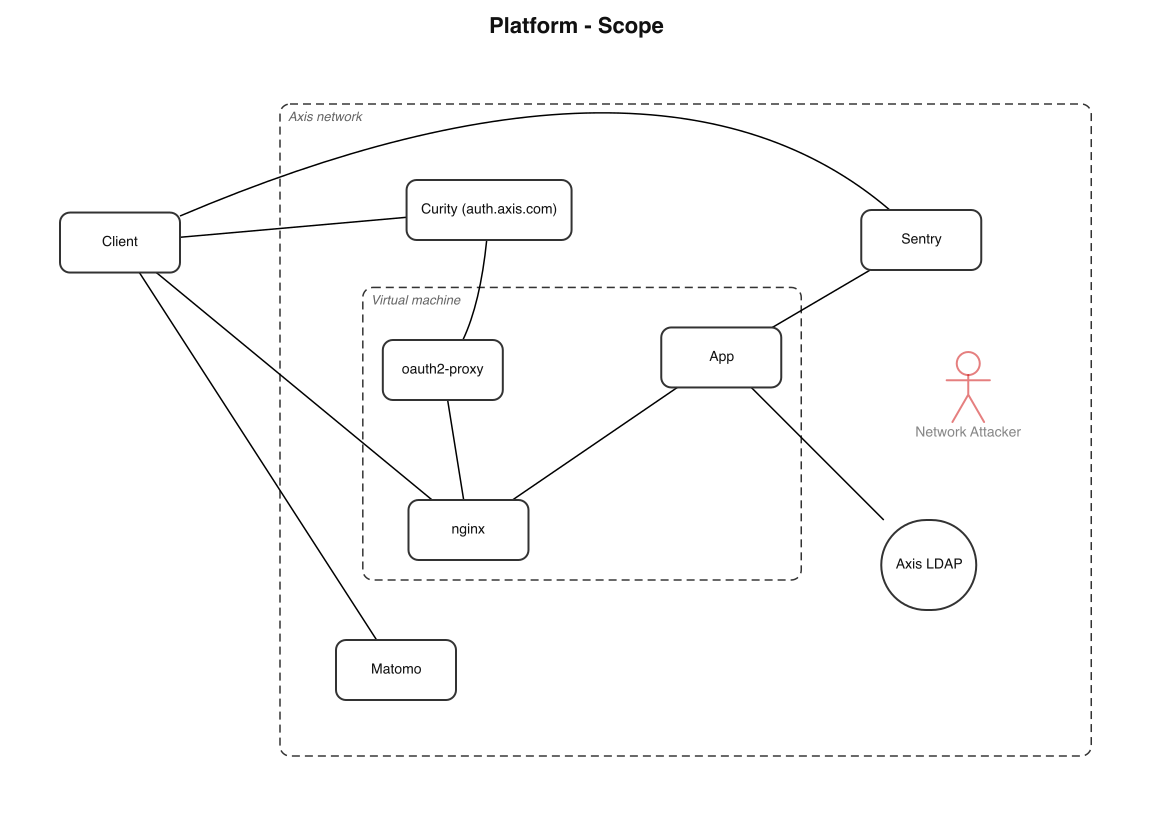 Platform - Scope
Axis network
Curity (auth.axis.com)
Client
Sentry
Virtual machine
App
oauth2-proxy
Network Attacker
nginx
Axis LDAP
Matomo